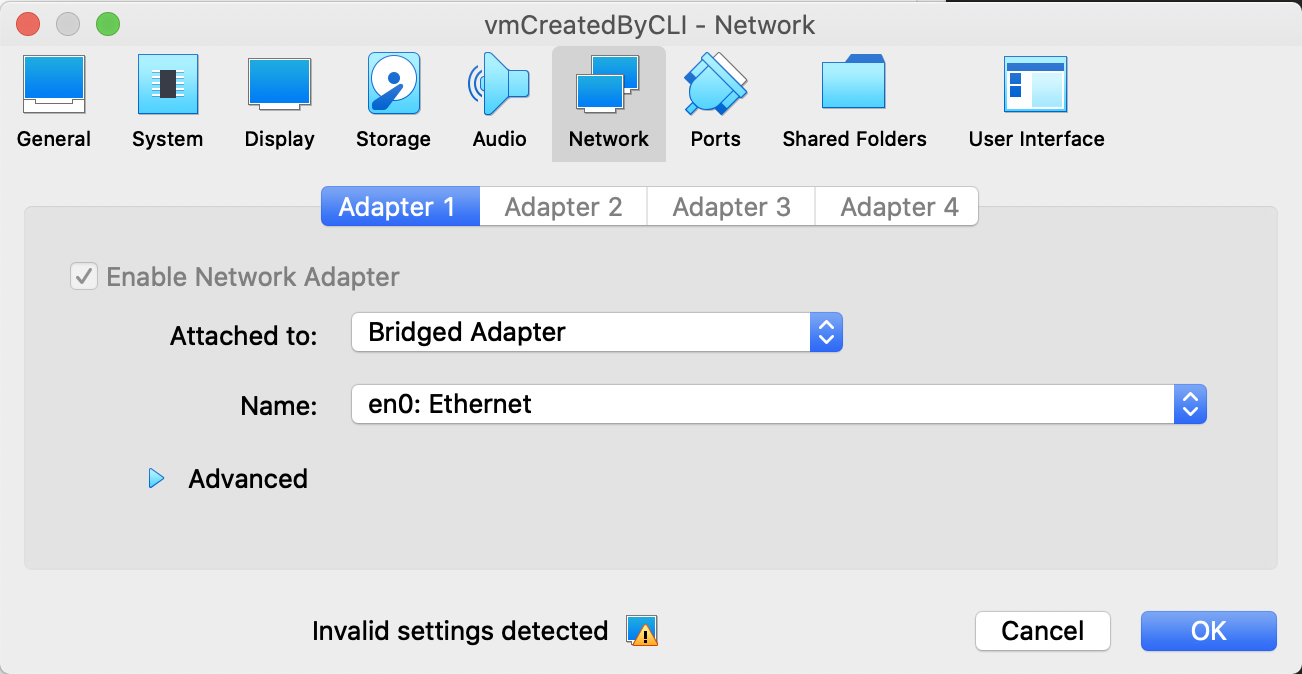 vmCreatedByCLI - Network
General System Display Storage Audio Network Ports Shared Folders User Interface
Adapter 1 Adapter 2 Adapter 3 Adapter 4
Enable Network Adapter
Attached to: Bridged Adapter
Name: en0: Ethernet
Advanced
Invalid settings detected Cancel OK